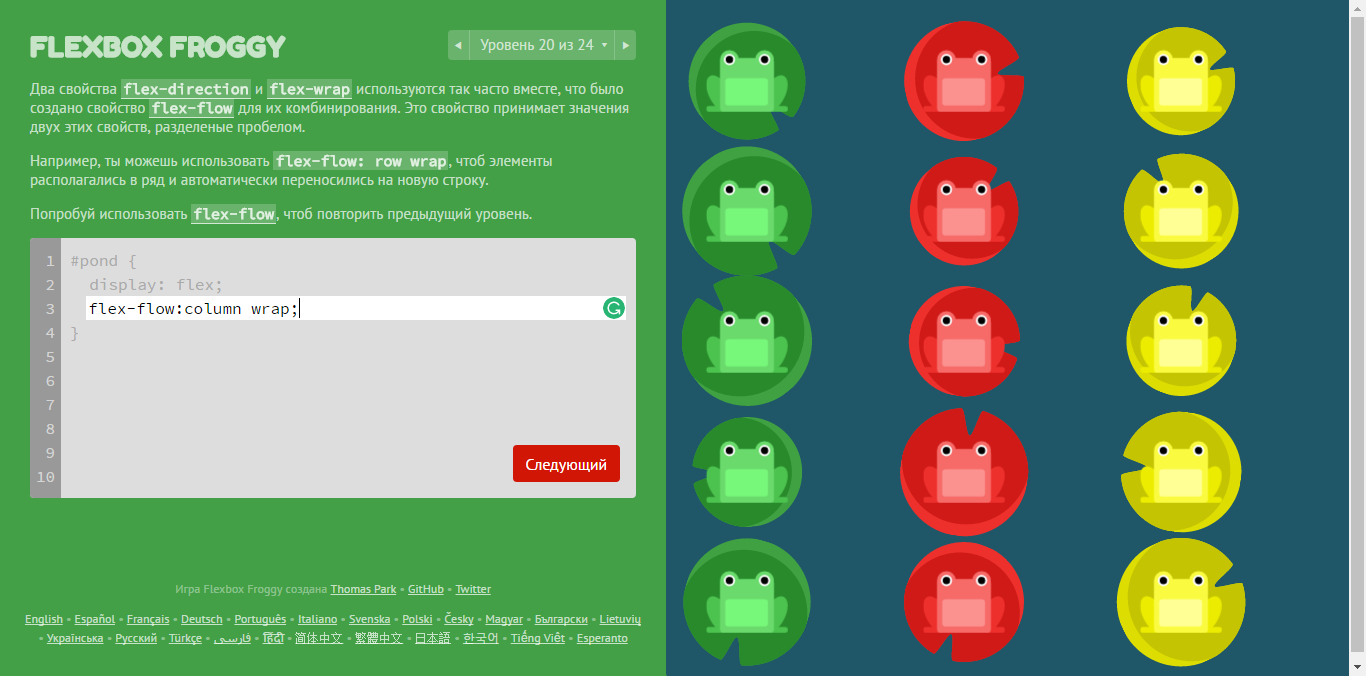 FLEXBOX FROGGY
◄ Уровень 20 из 24 ▾ ►
Два свойства flex-direction и flex-wrap используются так часто вместе, что было
создано свойство flex-flow для их комбинирования. Это свойство принимает значения
двух этих свойств, разделеные пробелом.
Например, ты можешь использовать flex-flow: row wrap, чтоб элементы
располагались в ряд и автоматически переносились на новую строку.
Попробуй использовать flex-flow, чтоб повторить предыдущий уровень.
1 #pond {
2 display: flex;
3 flex-flow:column wrap;
4 }
5
6
7
8
9
10
Следующий
Игра Flexbox Froggy создана Thomas Park • GitHub • Twitter
English • Español • Français • Deutsch • Português • Italiano • Svenska • Polski • Česky • Magyar • Български • Lietuvių
• Українська • Русский • Türkçe • فارسی • हिंदी • 简体中文 • 繁體中文 • 日本語 • 한국어 • Tiếng Việt • Esperanto